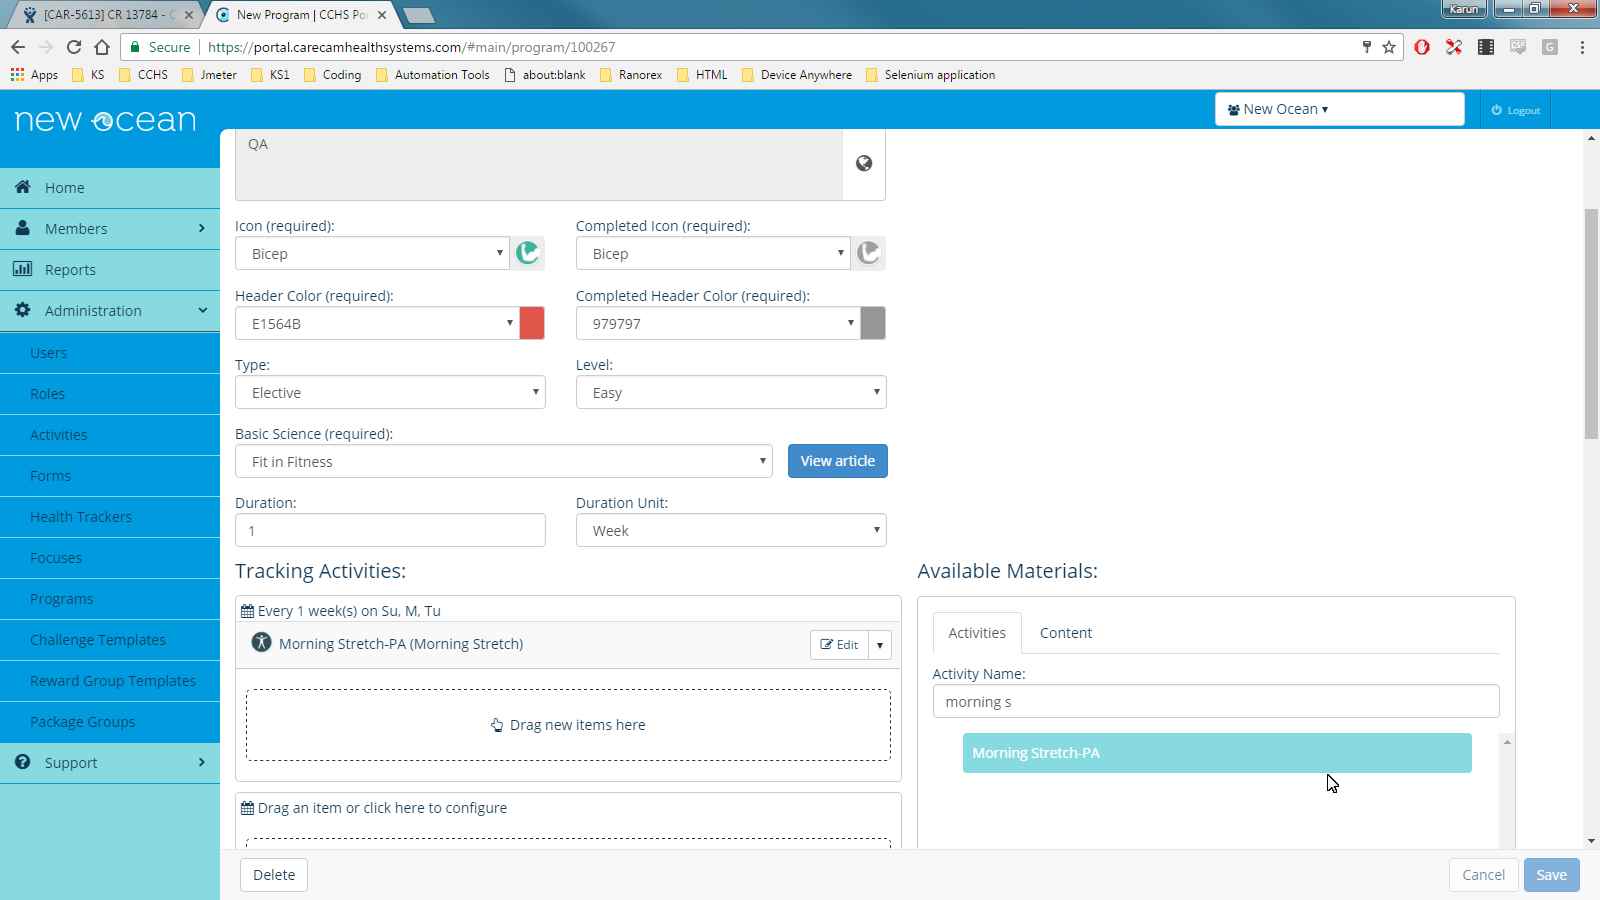 [CAR-5613] CR 13784 - C
New Program | CCHS Po
Karun
Secure
https://portal.carecamhealthsystems.com/#main/program/100267
Apps
KS
CCHS
Jmeter
KS1
Coding
Automation Tools
about:blank
Ranorex
HTML
Device Anywhere
Selenium application
new ocean
New Ocean
Logout
Home
Members
Reports
Administration
Users
Roles
Activities
Forms
Health Trackers
Focuses
Programs
Challenge Templates
Reward Group Templates
Package Groups
Support
QA
Icon (required):
Completed Icon (required):
Bicep
Bicep
Header Color (required):
Completed Header Color (required):
E1564B
979797
Type:
Level:
Elective
Easy
Basic Science (required):
Fit in Fitness
View article
Duration:
Duration Unit:
1
Week
Tracking Activities:
Every 1 week(s) on Su, M, Tu
Morning Stretch-PA (Morning Stretch)
Edit
Drag new items here
Drag an item or click here to configure
Available Materials:
Activities
Content
Activity Name:
morning s
Morning Stretch-PA
Delete
Cancel
Save